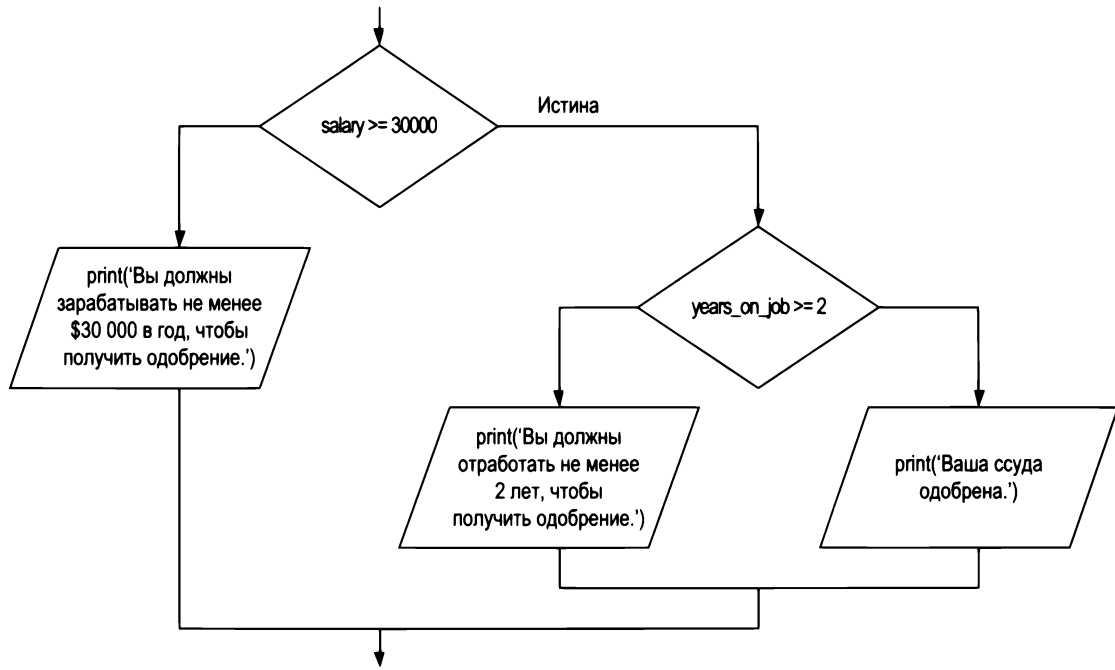 Истина
salary >= 30000
print(‘Вы должны
зарабатывать не менее
$30 000 в год, чтобы
получить одобрение.’)
years_on_job >= 2
print(‘Вы должны
отработать не менее
2 лет, чтобы
получить одобрение.’)
print(‘Ваша ссуда
одобрена.’)